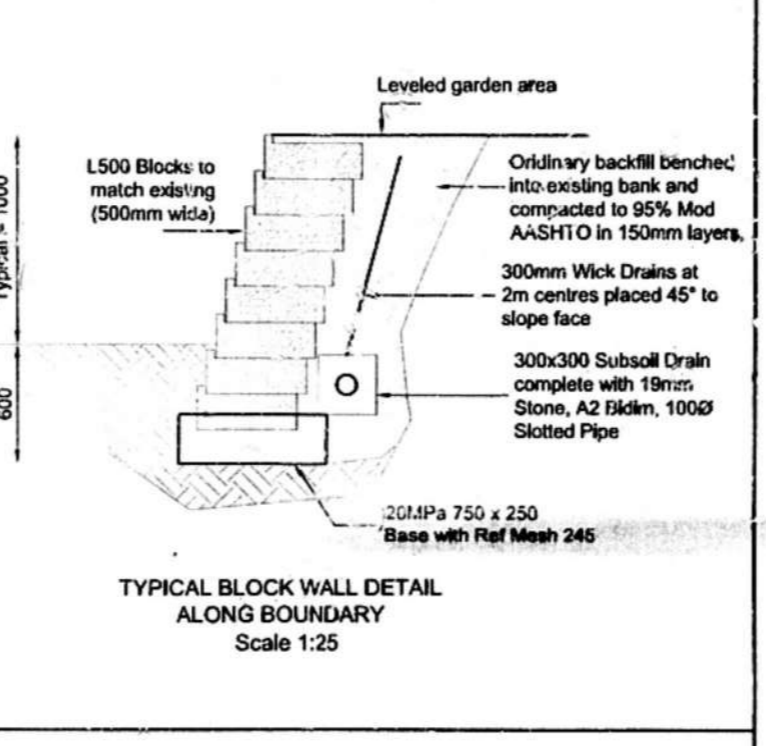 Leveled garden area
L500 Blocks to
match existing
(500mm wide)
Oridinary backfill benched
into existing bank and
compacted to 95% Mod
AASHTO in 150mm layers,
300mm Wick Drains at
2m centres placed 45° to
slope face
300x300 Subsoil Drain
complete with 19mm
Stone, A2 Bidim, 100Ø
Slotted Pipe
Typical = 1000
600
20MPa 750 x 250
Base with Ref Mesh 245
TYPICAL BLOCK WALL DETAIL
ALONG BOUNDARY
Scale 1:25